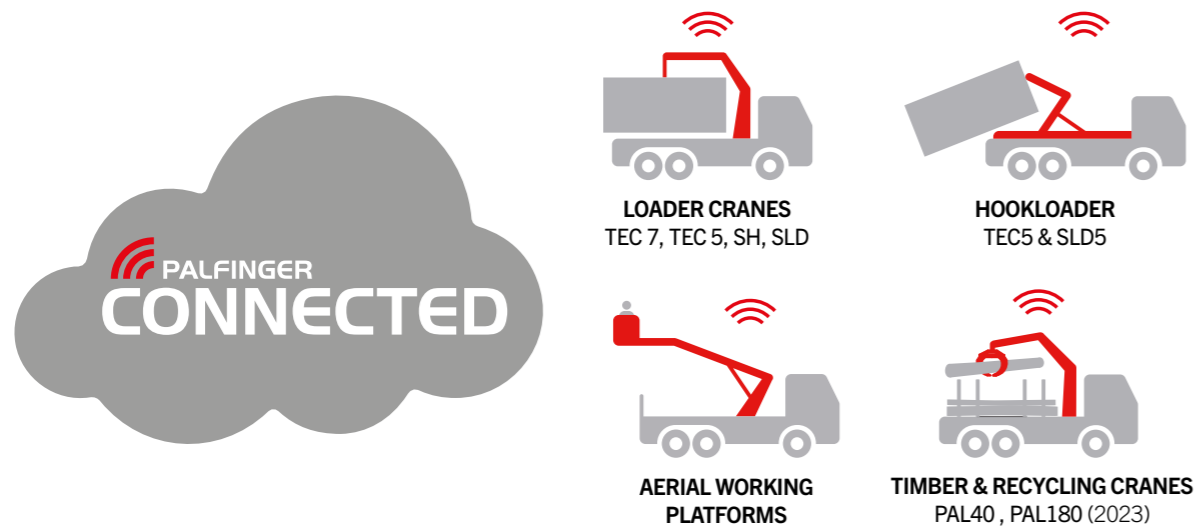 PALFINGER
CONNECTED
LOADER CRANES
TEC 7, TEC 5, SH, SLD
HOOKLOADER
TEC5 & SLD5
AERIAL WORKING
PLATFORMS
TIMBER & RECYCLING CRANES
PAL40 , PAL180 (2023)